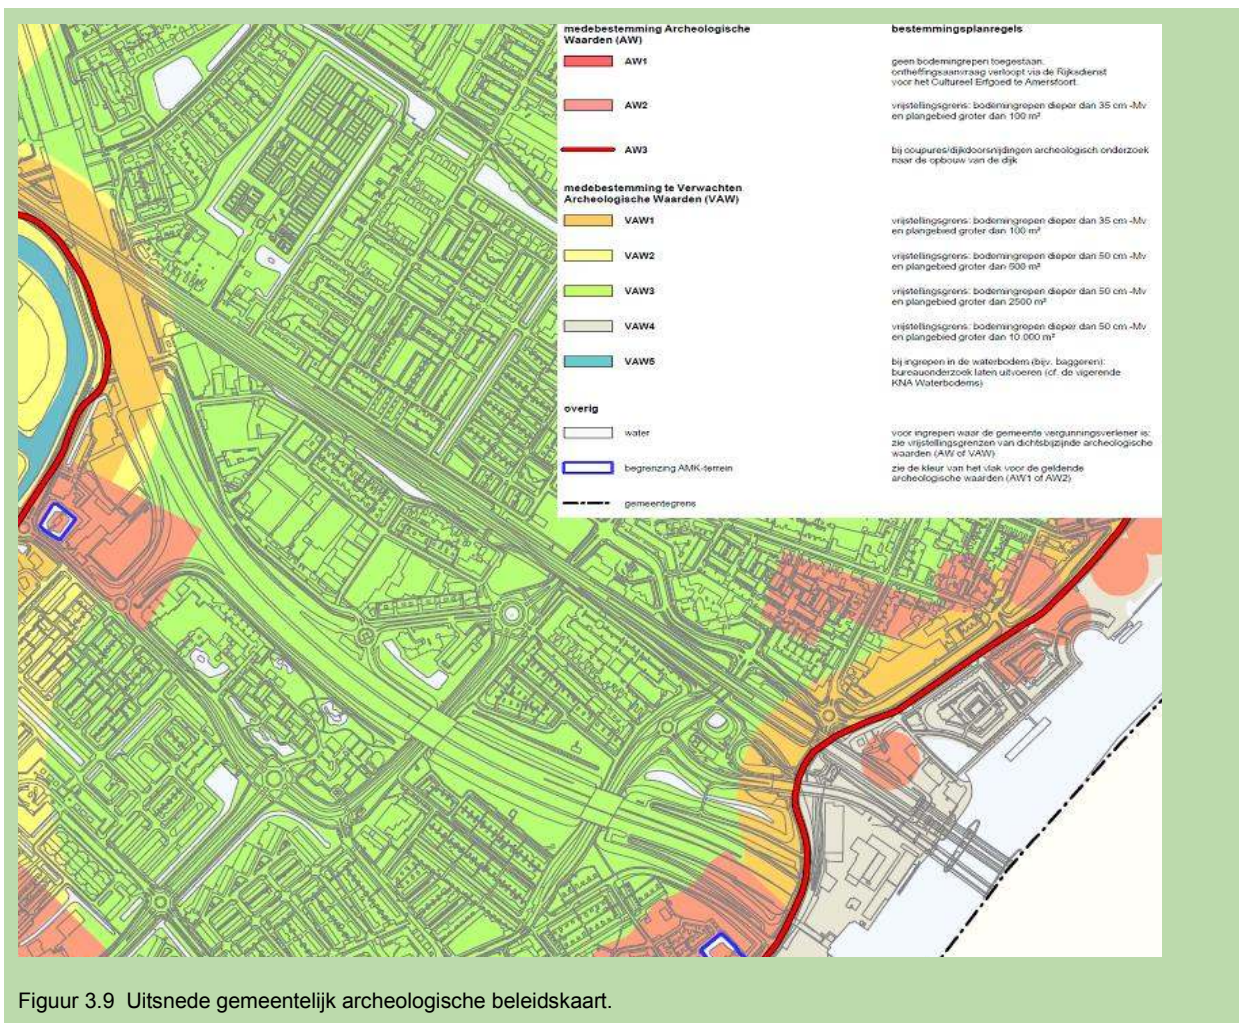 medebestemming Archeologische
Waarden (AW)
bestemmingsplanregels
AW1
geen bodemingrepen toegestaan.
ontheffingsaanvraag verloopt via de Rijksdienst
voor het Cultureel Erfgoed te Amersfoort.
AW2
vrijstellingsgrens: bodemingrepen dieper dan 35 cm -Mv
en plangebied groter dan 100 m²
AW3
bij coupures/dijkdoorsnijdingen archeologisch onderzoek
naar de opbouw van de dijk
medebestemming te Verwachten
Archeologische Waarden (VAW)
VAW1
vrijstellingsgrens: bodemingrepen dieper dan 35 cm -Mv
en plangebied groter dan 100 m²
VAW2
vrijstellingsgrens: bodemingrepen dieper dan 50 cm -Mv
en plangebied groter dan 500 m²
VAW3
vrijstellingsgrens: bodemingrepen dieper dan 50 cm -Mv
en plangebied groter dan 2500 m²
VAW4
vrijstellingsgrens: bodemingrepen dieper dan 50 cm -Mv
en plangebied groter dan 10.000 m²
VAW5
bij ingrepen in de waterbodem (bijv. baggeren):
bureauonderzoek laten uitvoeren (cf. de vigerende
KNA Waterbodems)
overig
water
voor ingrepen waar de gemeente vergunningsverlener is:
zie vrijstellingsgrenzen van dichtsbijzijnde archeologische
waarden (AW of VAW)
begrenzing AMK-terrein
zie de kleur van het vlak voor de geldende
archeologische waarden (AW1 of AW2)
gemeentegrens
Figuur 3.9 Uitsnede gemeentelijk archeologische beleidskaart.